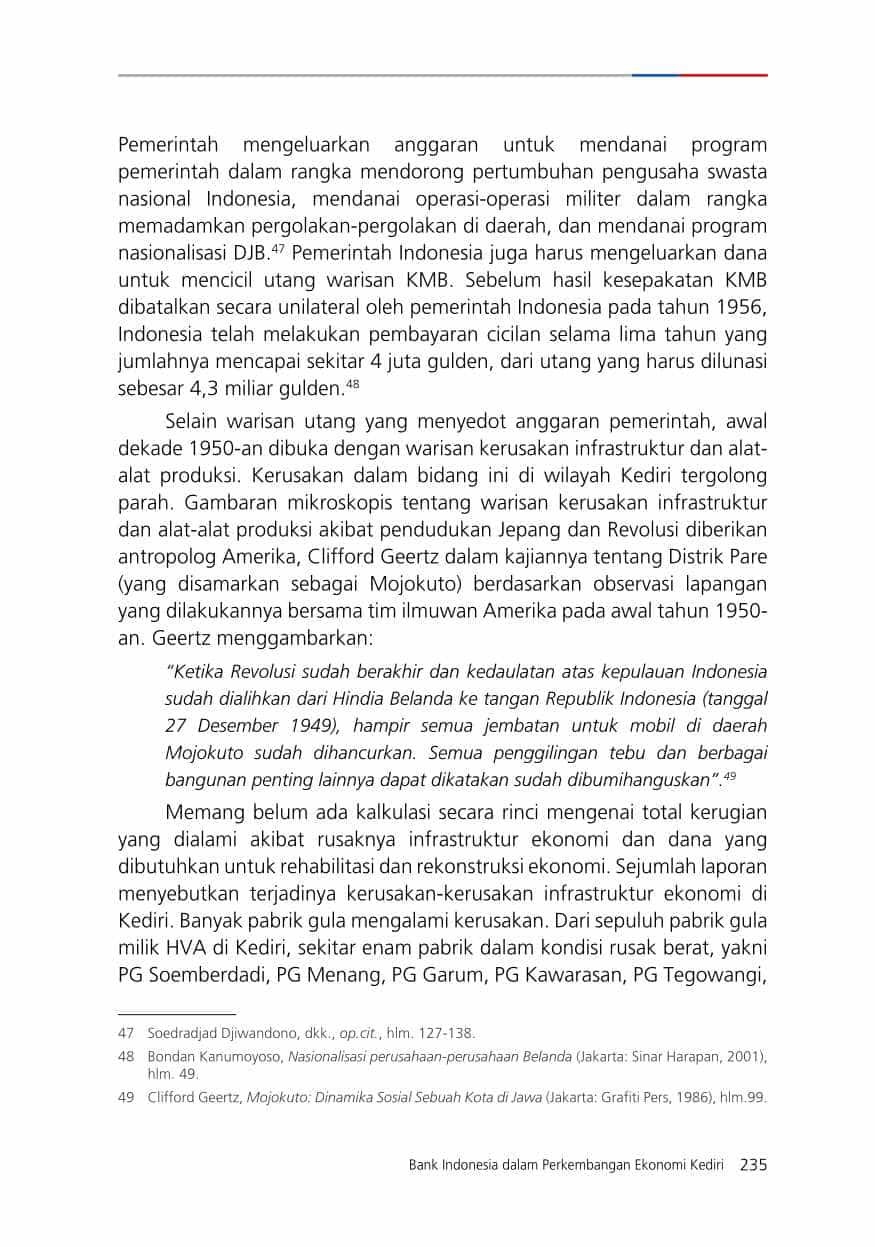 Pemerintah mengeluarkan anggaran untuk mendanai program
pemerintah dalam rangka mendorong pertumbuhan pengusaha swasta
nasional Indonesia, mendanai operasi-operasi militer dalam rangka
memadamkan pergolakan-pergolakan di daerah, dan mendanai program
nasionalisasi DJB.47 Pemerintah Indonesia juga harus mengeluarkan dana
untuk mencicil utang warisan KMB. Sebelum hasil kesepakatan KMB
dibatalkan secara unilateral oleh pemerintah Indonesia pada tahun 1956,
Indonesia telah melakukan pembayaran cicilan selama lima tahun yang
jumlahnya mencapai sekitar 4 juta gulden, dari utang yang harus dilunasi
sebesar 4,3 miliar gulden.48
Selain warisan utang yang menyedot anggaran pemerintah, awal
dekade 1950-an dibuka dengan warisan kerusakan infrastruktur dan alat-
alat produksi. Kerusakan dalam bidang ini di wilayah Kediri tergolong
parah. Gambaran mikroskopis tentang warisan kerusakan infrastruktur
dan alat-alat produksi akibat pendudukan Jepang dan Revolusi diberikan
antropolog Amerika, Clifford Geertz dalam kajiannya tentang Distrik Pare
(yang disamarkan sebagai Mojokuto) berdasarkan observasi lapangan
yang dilakukannya bersama tim ilmuwan Amerika pada awal tahun 1950-
an. Geertz menggambarkan:
“Ketika Revolusi sudah berakhir dan kedaulatan atas kepulauan Indonesia
sudah dialihkan dari Hindia Belanda ke tangan Republik Indonesia (tanggal
27 Desember 1949), hampir semua jembatan untuk mobil di daerah
Mojokuto sudah dihancurkan. Semua penggilingan tebu dan berbagai
bangunan penting lainnya dapat dikatakan sudah dibumihanguskan”.49
Memang belum ada kalkulasi secara rinci mengenai total kerugian
yang dialami akibat rusaknya infrastruktur ekonomi dan dana yang
dibutuhkan untuk rehabilitasi dan rekonstruksi ekonomi. Sejumlah laporan
menyebutkan terjadinya kerusakan-kerusakan infrastruktur ekonomi di
Kediri. Banyak pabrik gula mengalami kerusakan. Dari sepuluh pabrik gula
milik HVA di Kediri, sekitar enam pabrik dalam kondisi rusak berat, yakni
PG Soemberdadi, PG Menang, PG Garum, PG Kawarasan, PG Tegowangi,
47 Soedradjad Djiwandono, dkk., op.cit., hlm. 127-138.
48 Bondan Kanumoyoso, Nasionalisasi perusahaan-perusahaan Belanda (Jakarta: Sinar Harapan, 2001),
hlm. 49.
49 Clifford Geertz, Mojokuto: Dinamika Sosial Sebuah Kota di Jawa (Jakarta: Grafiti Pers, 1986), hlm.99.
Bank Indonesia dalam Perkembangan Ekonomi Kediri 235